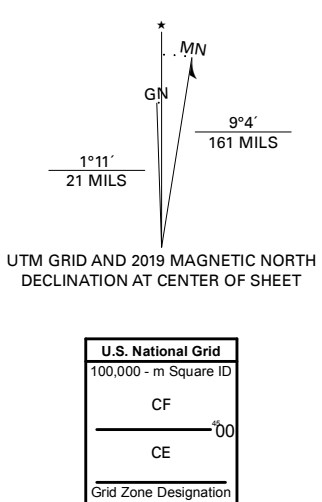 ★
MN
GN
9°4´
161 MILS
1°11´
21 MILS
UTM GRID AND 2019 MAGNETIC NORTH
DECLINATION AT CENTER OF SHEET
U.S. National Grid
100,000 - m Square ID
CF
⁴⁵00
CE
Grid Zone Designation